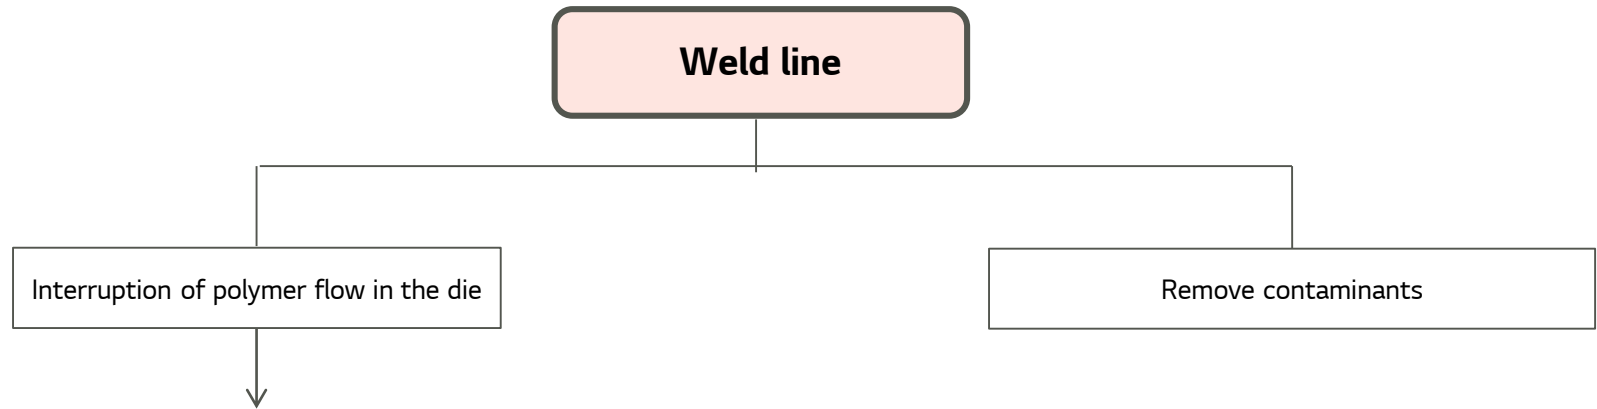 Weld line
Interruption of polymer flow in the die
Remove contaminants